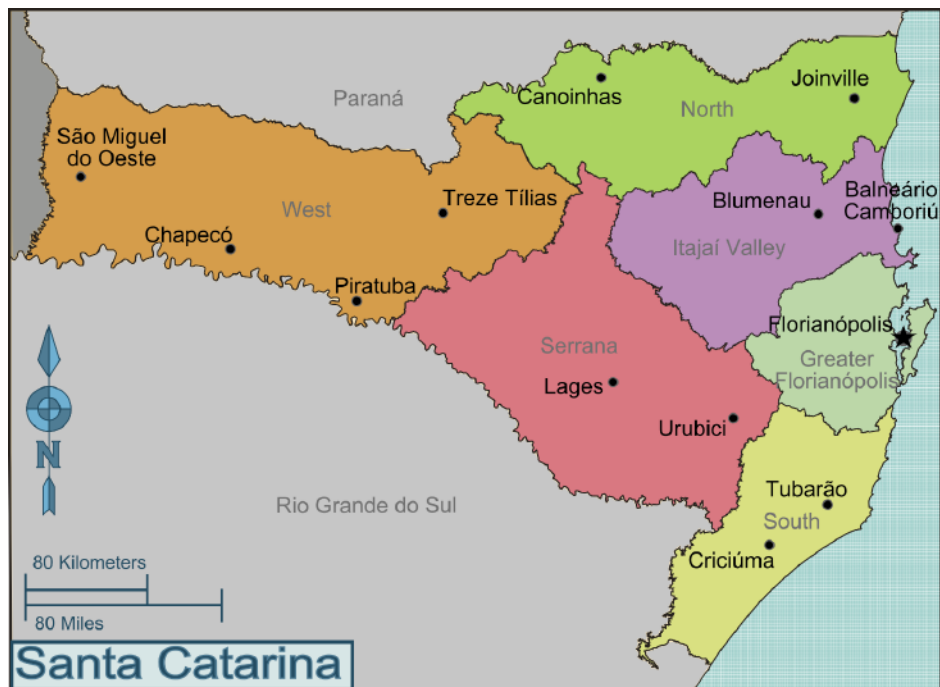 Paraná
Canoinhas
North
Joinville
São Miguel
do Oeste
West
Treze Tílias
Chapecó
Piratuba
Blumenau
Balneário
Camboriú
Itajaí Valley
Florianópolis
Greater
Florianópolis
Serrana
Lages
Urubici
Tubarão
South
Criciúma
Rio Grande do Sul
N
80 Kilometers
80 Miles
Santa Catarina